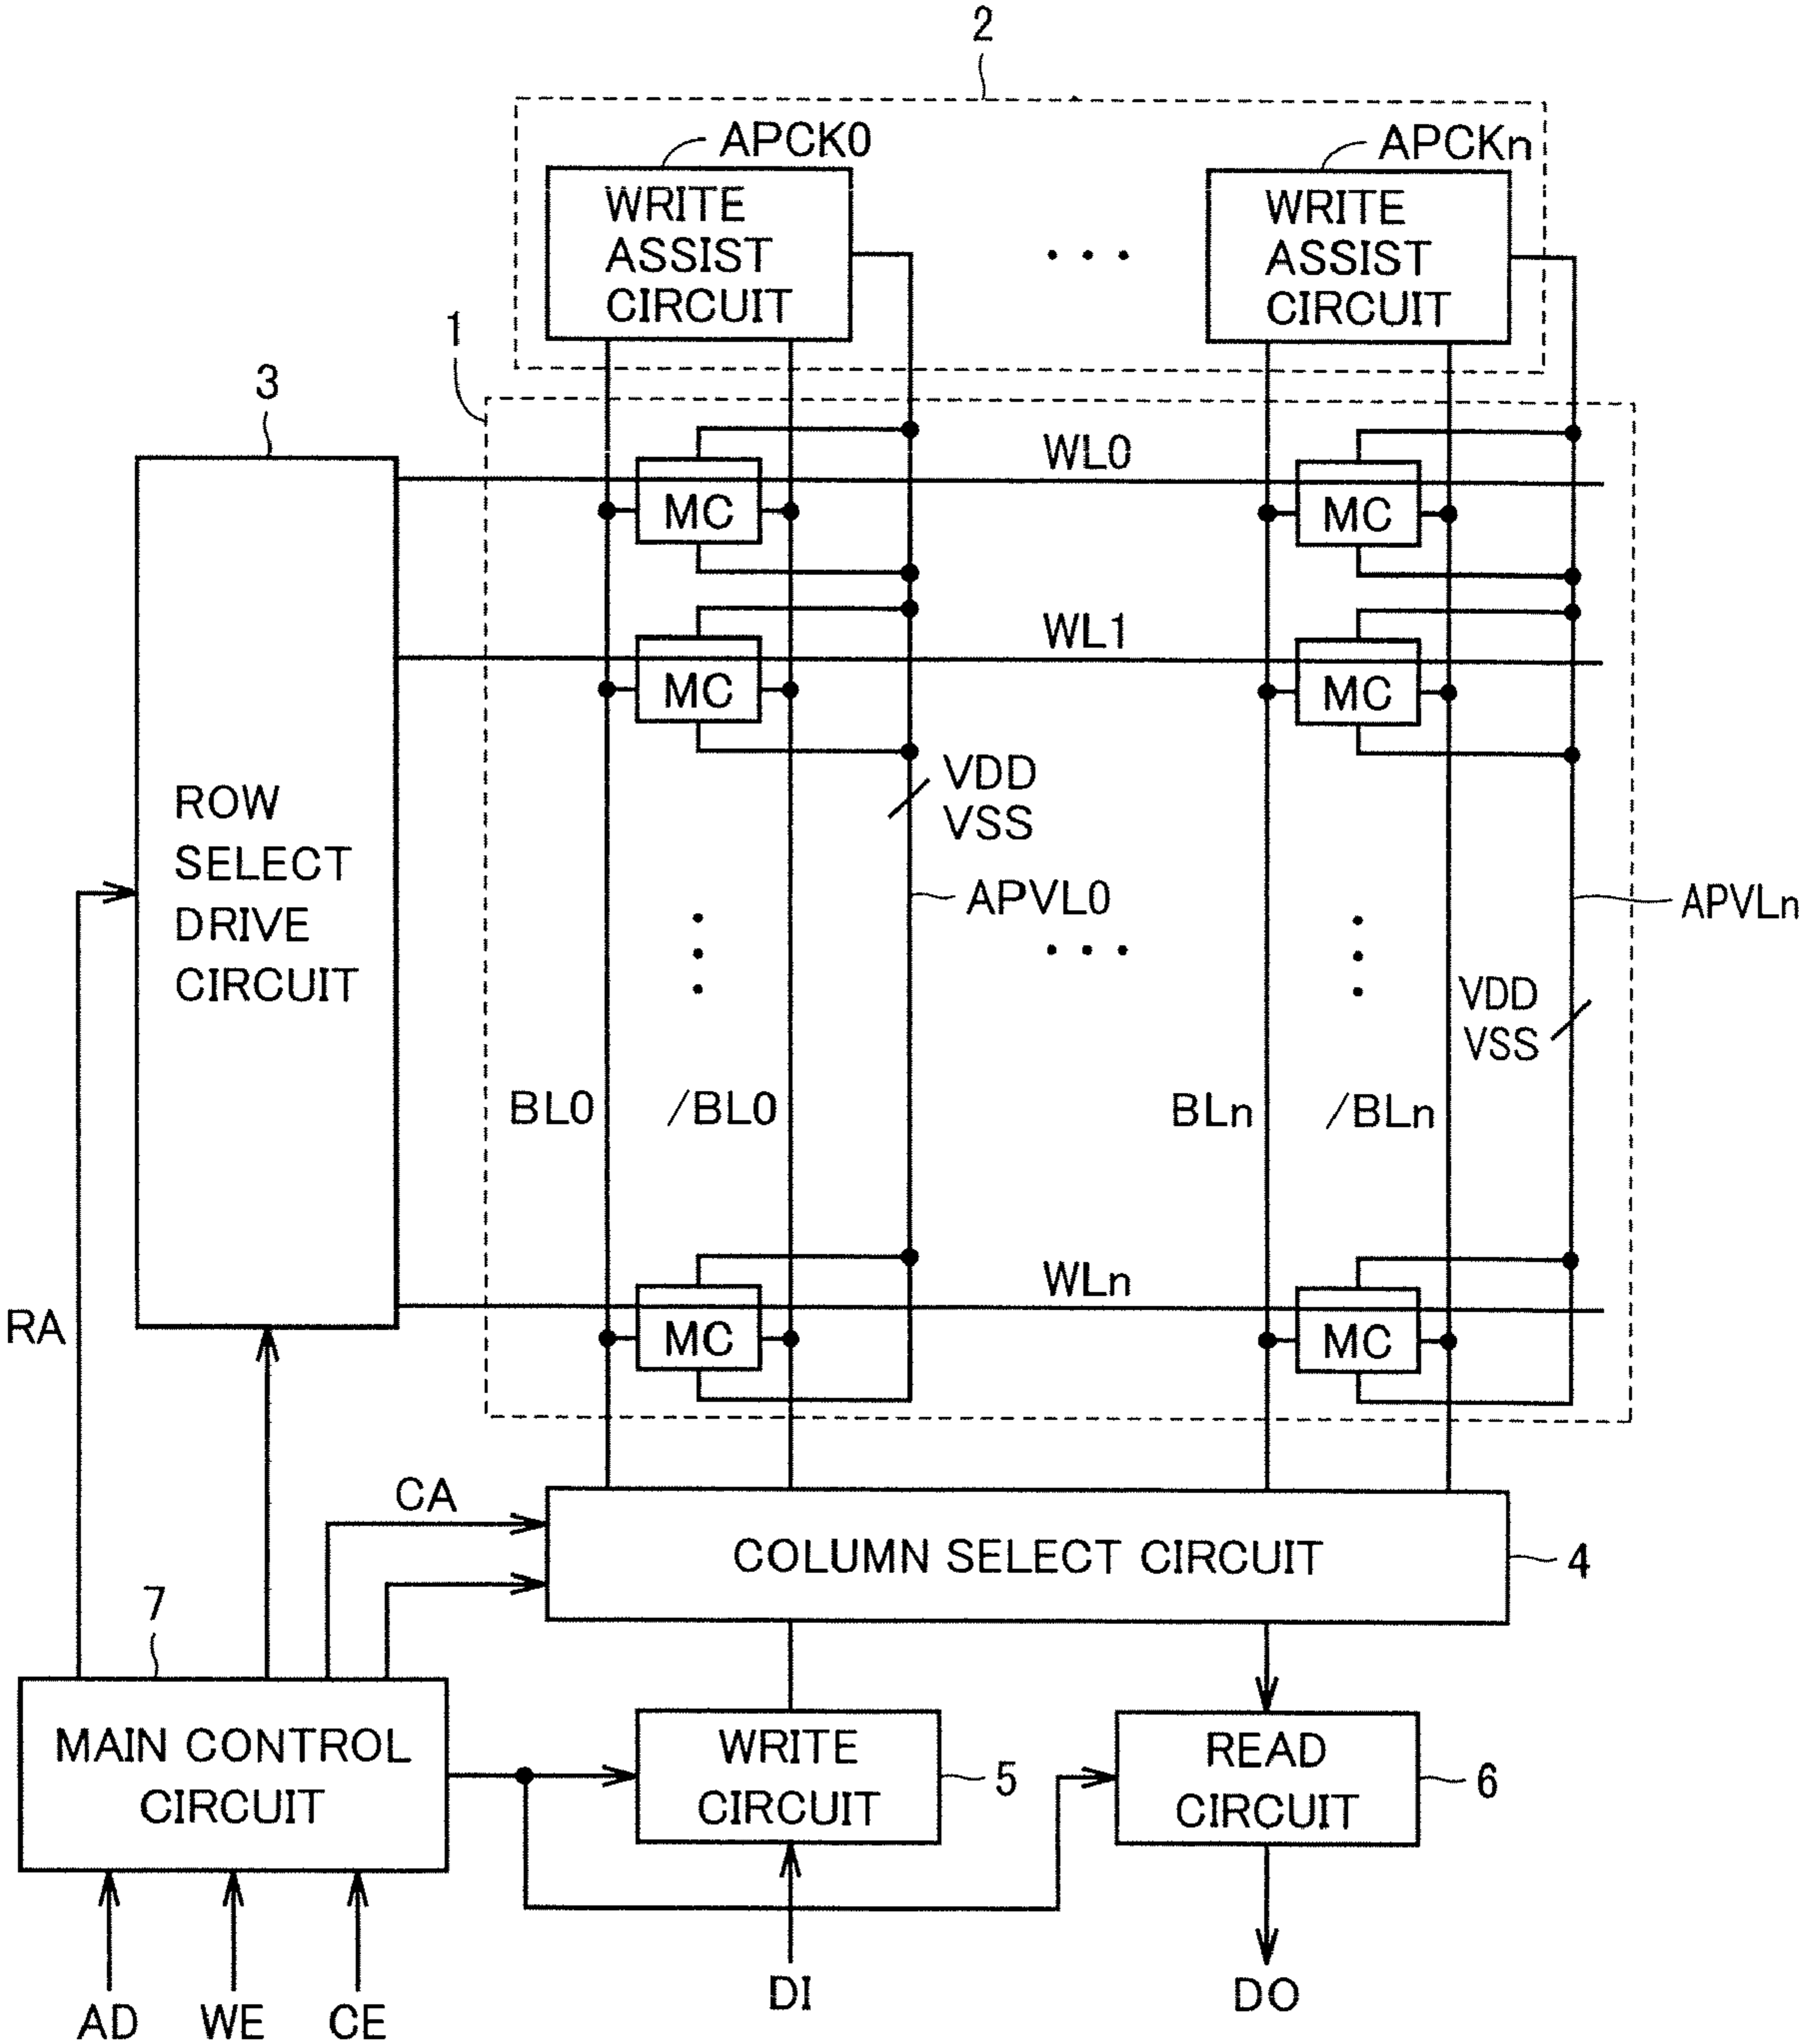 2
APCK0
APCKn
WRITE
ASSIST
CIRCUIT
• • •
WRITE
ASSIST
CIRCUIT
1
3
WL0
MC
MC
WL1
MC
MC
VDD
VSS
ROW
SELECT
DRIVE
CIRCUIT
APVL0
APVLn
• • •
VDD
VSS
BL0
/BL0
BLn
/BLn
WLn
MC
MC
RA
CA
COLUMN SELECT CIRCUIT
4
7
MAIN CONTROL
CIRCUIT
WRITE
CIRCUIT
5
READ
CIRCUIT
6
DI
DO
AD
WE
CE